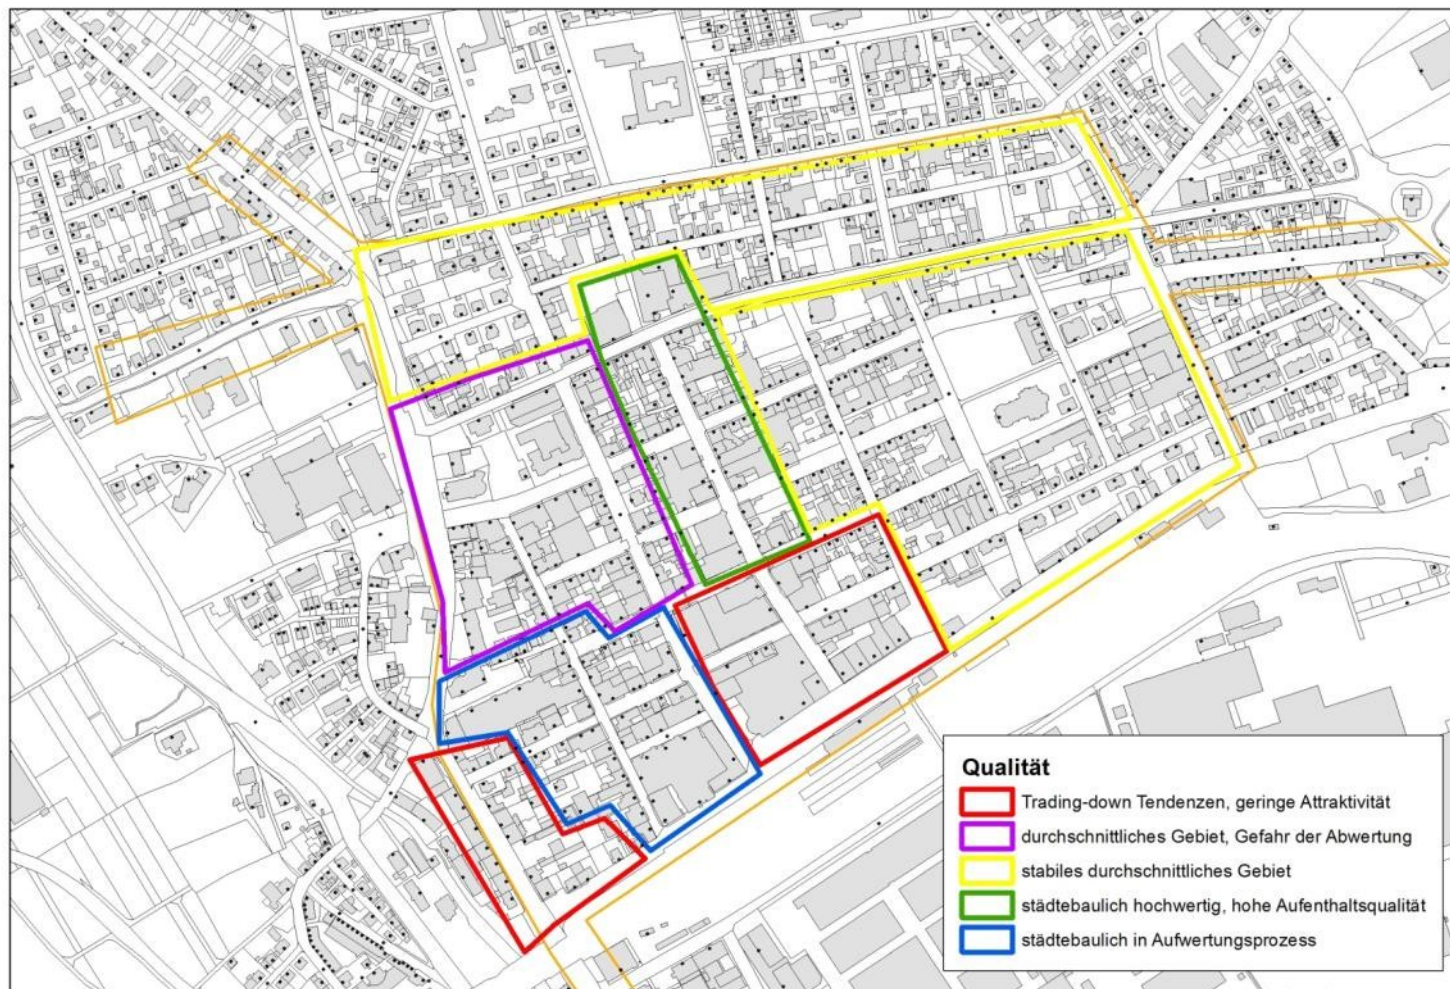 Qualität
Trading-down Tendenzen, geringe Attraktivität
durchschnittliches Gebiet, Gefahr der Abwertung
stabiles durchschnittliches Gebiet
städtebaulich hochwertig, hohe Aufenthaltsqualität
städtebaulich in Aufwertungsprozess